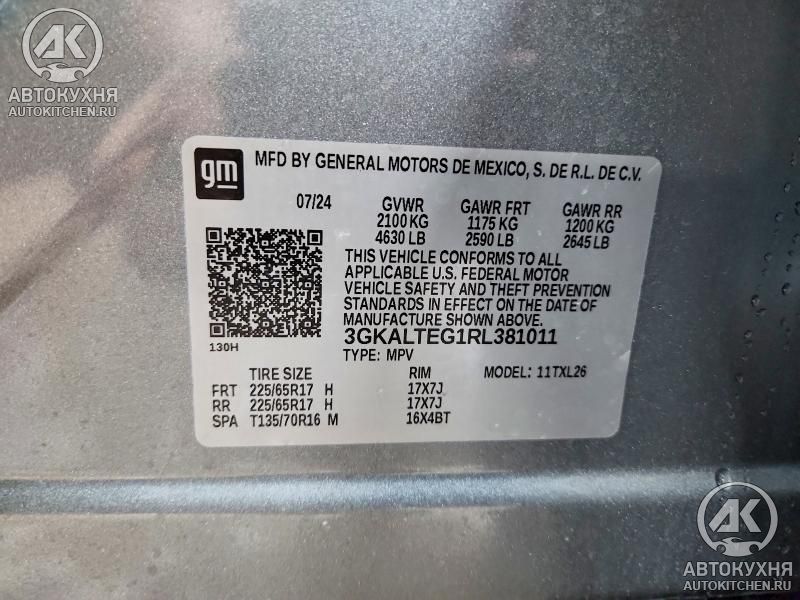 АК
АВТОКУХНЯ
AUTOKITCHEN.RU
gm
MFD BY GENERAL MOTORS DE MEXICO, S. DE R.L. DE C.V.
07/24 GVWR GAWR FRT GAWR RR
2100 KG 1175 KG 1200 KG
4630 LB 2590 LB 2645 LB
THIS VEHICLE CONFORMS TO ALL
APPLICABLE U.S. FEDERAL MOTOR
VEHICLE SAFETY AND THEFT PREVENTION
STANDARDS IN EFFECT ON THE DATE OF
MANUFACTURE SHOWN ABOVE.
130H
3GKALTEG1RL381011
TYPE: MPV MODEL: 11TXL26
TIRE SIZE RIM
FRT 225/65R17 H 17X7J
RR 225/65R17 H 17X7J
SPA T135/70R16 M 16X4BT
АК
АВТОКУХНЯ
AUTOKITCHEN.RU